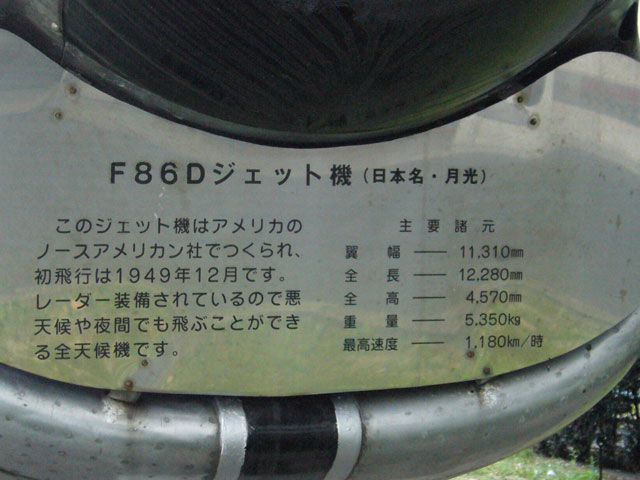 F86Dジェット機(日本名・月光)
このジェット機はアメリカの
ノースアメリカン社でつくられ、
初飛行は1949年12月です。
レーダー装備されているので悪
天候や夜間でも飛ぶことができ
る全天候機です。
主要諸元
翼幅 ― 11,310mm
全長 ― 12,280mm
全高 ― 4,570mm
重量 ― 5,350kg
最高速度 ― 1,180km/時